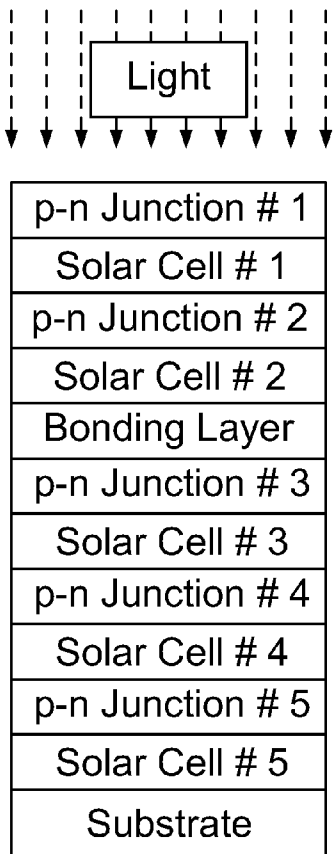 Light
p-n Junction # 1
Solar Cell # 1
p-n Junction # 2
Solar Cell # 2
Bonding Layer
p-n Junction # 3
Solar Cell # 3
p-n Junction # 4
Solar Cell # 4
p-n Junction # 5
Solar Cell # 5
Substrate